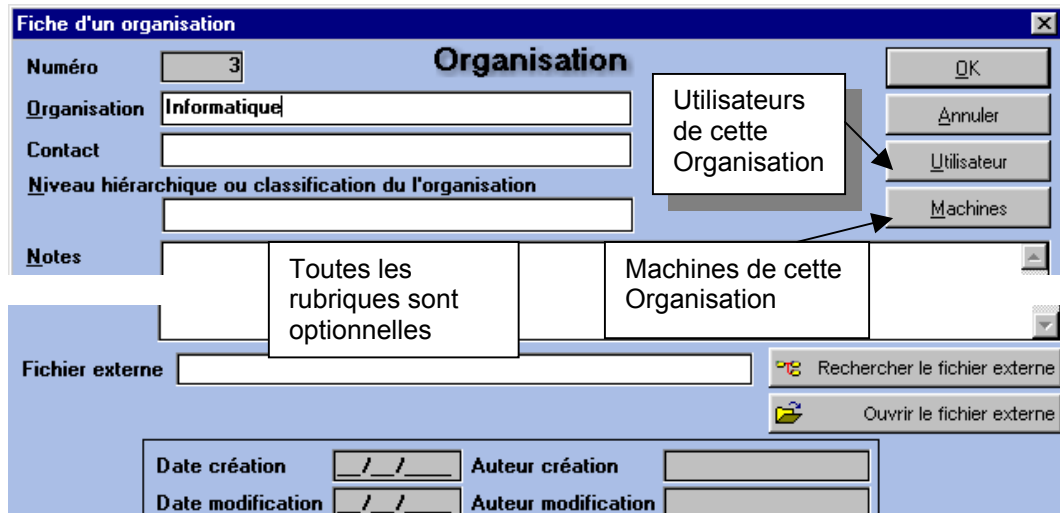 Fiche d'un organisation
Numéro 3 Organisation OK
Organisation Informatique
Annuler
Contact
Utilisateur
Niveau hiérarchique ou classification du l'organisation
Machines
Notes
Utilisateurs
de cette
Organisation
Toutes les
rubriques sont
optionnelles
Machines de cette
Organisation
Fichier externe Rechercher le fichier externe
Ouvrir le fichier externe
Date création __/__/____ Auteur création
Date modification __/__/____ Auteur modification